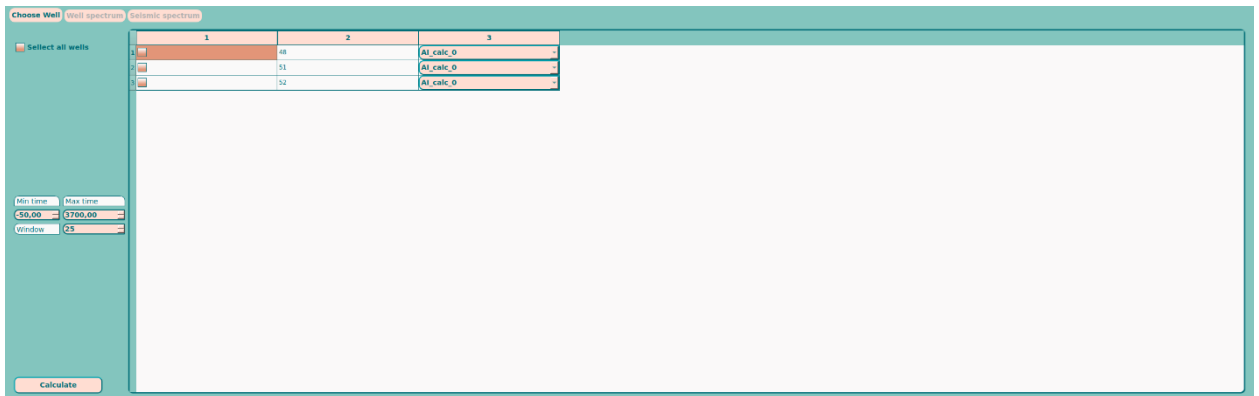 Choose Well Well spectrum Seismic spectrum
Sellect all wells
1 2 3
1 48 AI_calc_0
2 51 AI_calc_0
3 52 AI_calc_0
Min time Max time
-50,00 3700,00
Window 25
Calculate